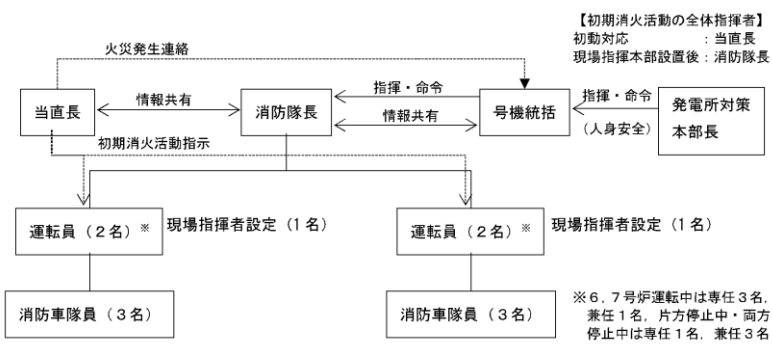 【初期消火活動の全体指揮者】
初動対応　　　　　：当直長
現場指揮本部設置後：消防隊長
火災発生連絡
当直長
情報共有
消防隊長
指揮・命令
情報共有
号機統括
指揮・命令
（人身安全）
発電所対策
本部長
初期消火活動指示
運転員（２名）※
現場指揮者設定（１名）
運転員（２名）※
現場指揮者設定（１名）
消防車隊員（３名）
消防車隊員（３名）
※６，７号炉運転中は専任３名，
兼任１名，片方停止中・両方
停止中は専任１名，兼任３名